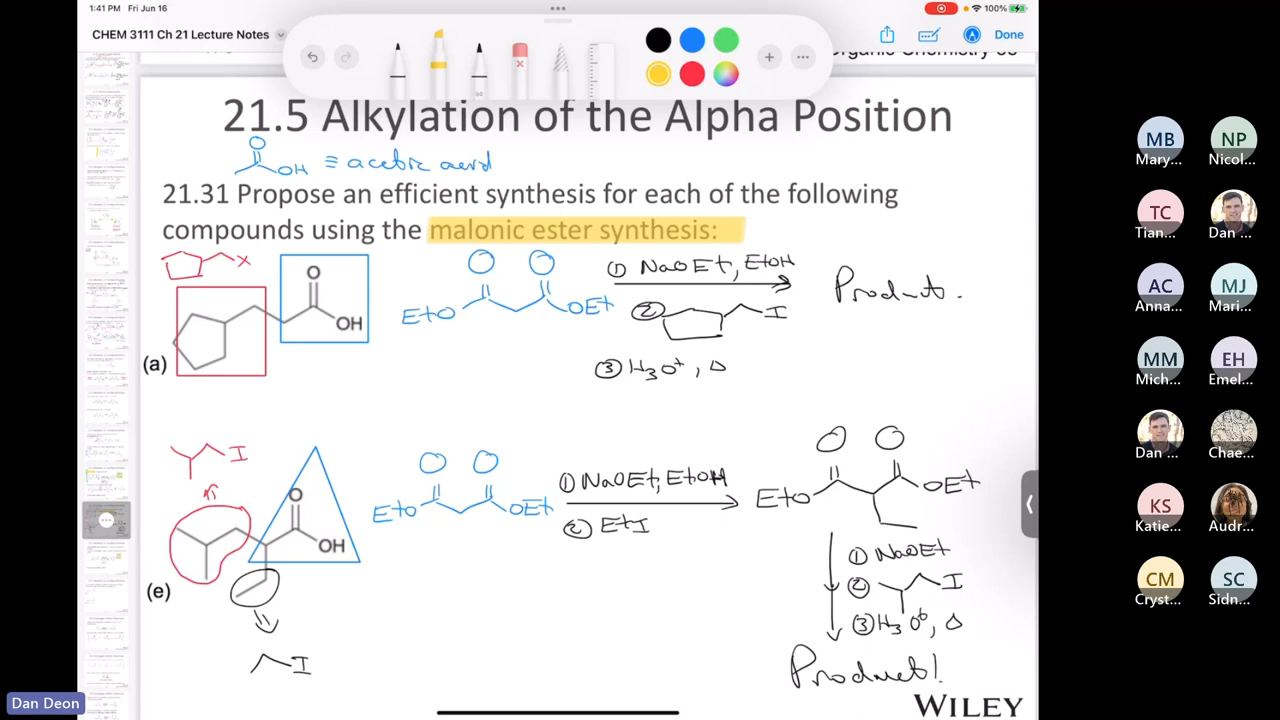 1:41 PM Fri Jun 16
100%
CHEM 3111 Ch 21 Lecture Notes
Done
21.5 Alkylation of the Alpha Position
O
OH ≡ acetic acid
21.31 Propose an efficient synthesis for each of the following
compounds using the malonic ester synthesis:
X
O
OH
(a)
O O
EtO OEt
① NaOEt, EtOH
② I
③ H3O+, Δ
Product.
I
O
OH
(e)
I
O O
EtO OEt
① NaOEt, EtOH
② EtI
O O
EtO OEt
① NaOEt
② I
③ H3O+, Δ
Product!
WILEY
MB
Mary...
NP
Nicol...
TC
Tian...
Dan ...
AC
Anna...
MJ
Mari...
MM
Mich...
EH
Emel...
Dan ...
Chae...
KS
Katie...
Audr...
CM
Cryst...
SC
Sidn...
Dan Deon